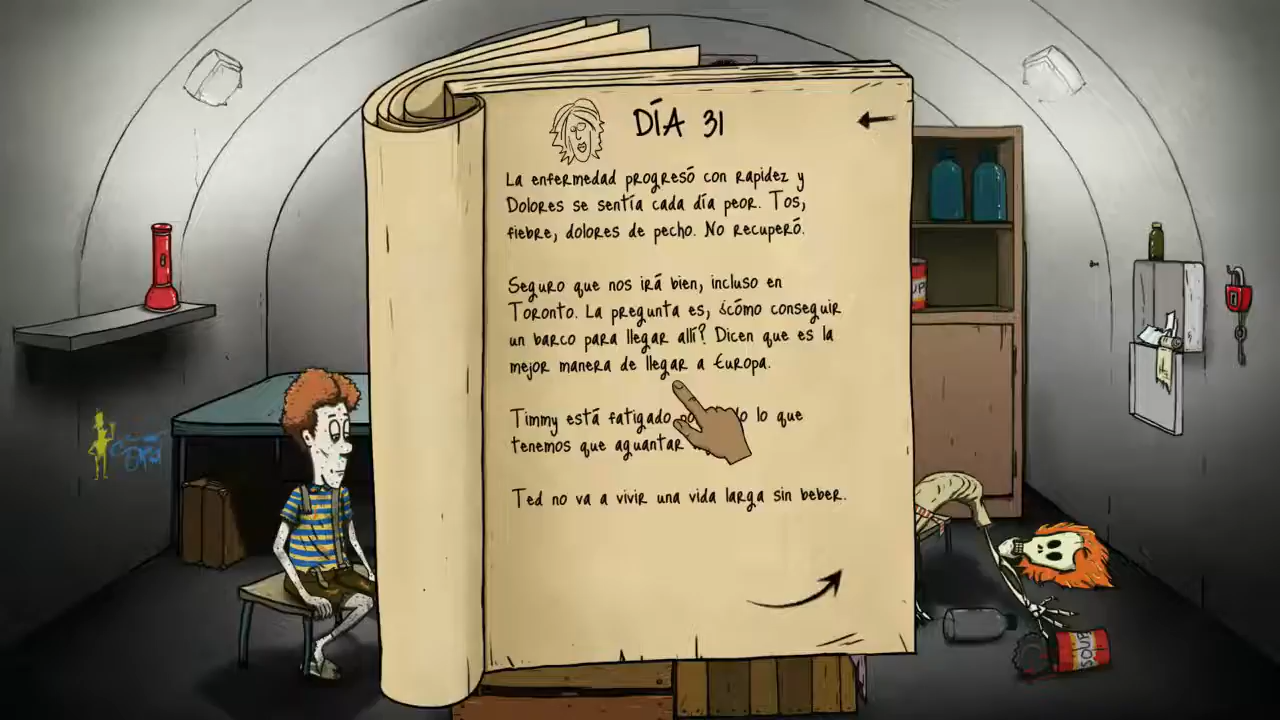 DÍA 31
La enfermedad progresó con rapidez y
Dolores se sentía cada día peor. Tos,
fiebre, dolores de pecho. No recuperó.
Seguro que nos irá bien, incluso en
Toronto. La pregunta es, ¿cómo conseguir
un barco para llegar allí? Dicen que es la
mejor manera de llegar a Europa.
Timmy está fatigado lo que
tenemos que aguantar
Ted no va a vivir una vida larga sin beber.
UP
SOUP